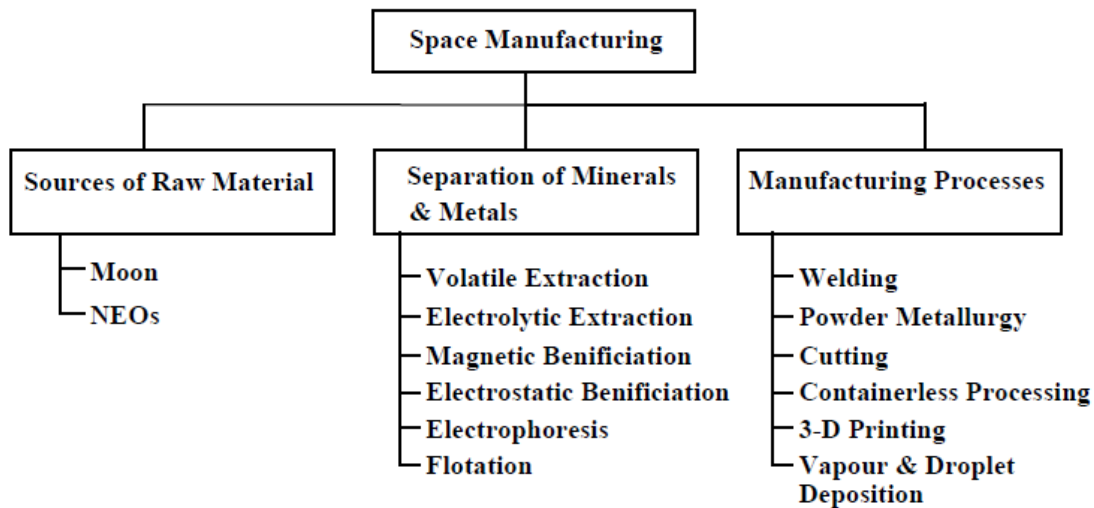 Space Manufacturing
Sources of Raw Material
Moon
NEOs
Separation of Minerals
& Metals
Volatile Extraction
Electrolytic Extraction
Magnetic Benificiation
Electrostatic Benificiation
Electrophoresis
Flotation
Manufacturing Processes
Welding
Powder Metallurgy
Cutting
Containerless Processing
3-D Printing
Vapour & Droplet
Deposition